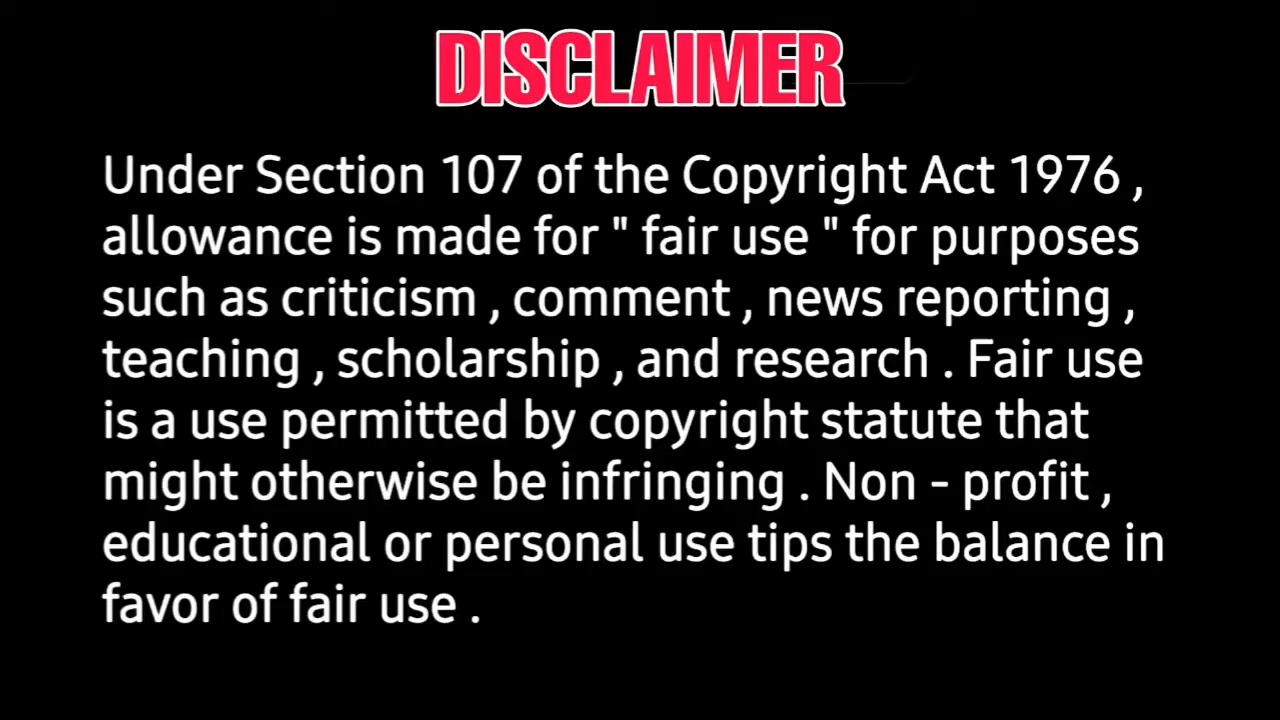 DISCLAIMER
Under Section 107 of the Copyright Act 1976 ,
allowance is made for " fair use " for purposes
such as criticism , comment , news reporting ,
teaching , scholarship , and research . Fair use
is a use permitted by copyright statute that
might otherwise be infringing . Non - profit ,
educational or personal use tips the balance in
favor of fair use .